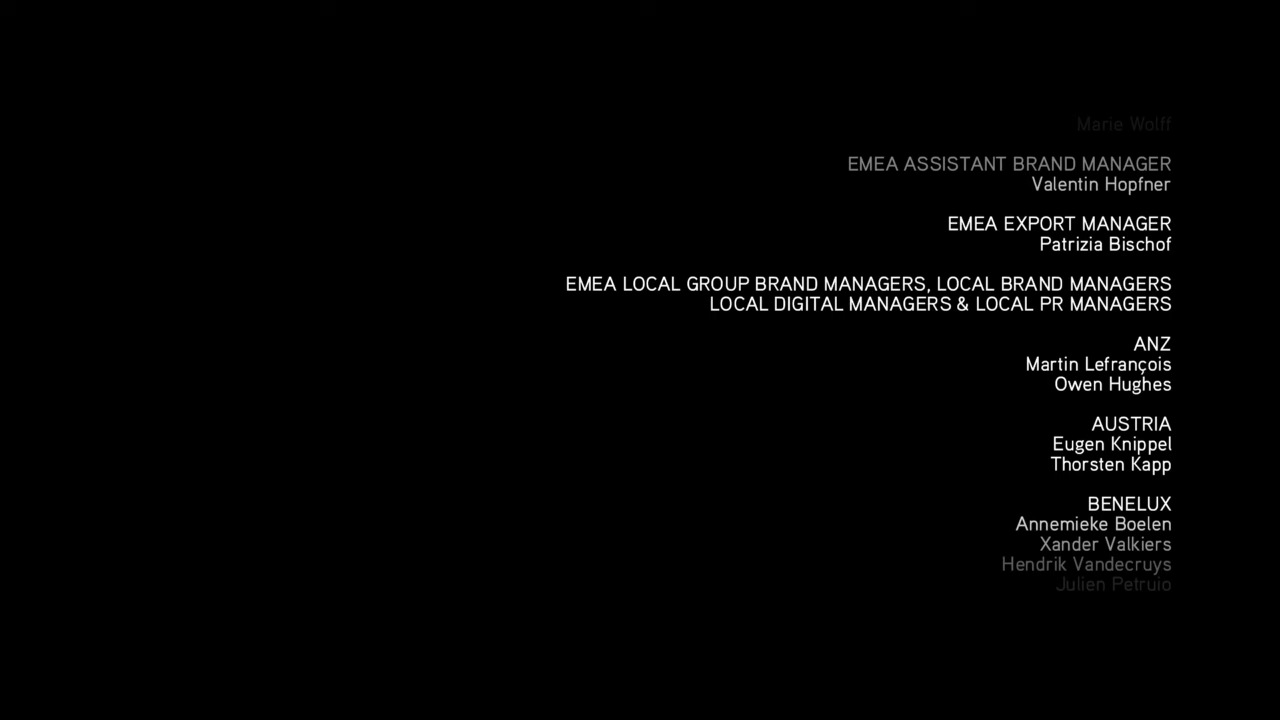 Marie Wolff
EMEA ASSISTANT BRAND MANAGER
Valentin Hopfner
EMEA EXPORT MANAGER
Patrizia Bischof
EMEA LOCAL GROUP BRAND MANAGERS, LOCAL BRAND MANAGERS
LOCAL DIGITAL MANAGERS & LOCAL PR MANAGERS
ANZ
Martin Lefrançois
Owen Hughes
AUSTRIA
Eugen Knippel
Thorsten Kapp
BENELUX
Annemieke Boelen
Xander Valkiers
Hendrik Vandecruys
Julien Petruio